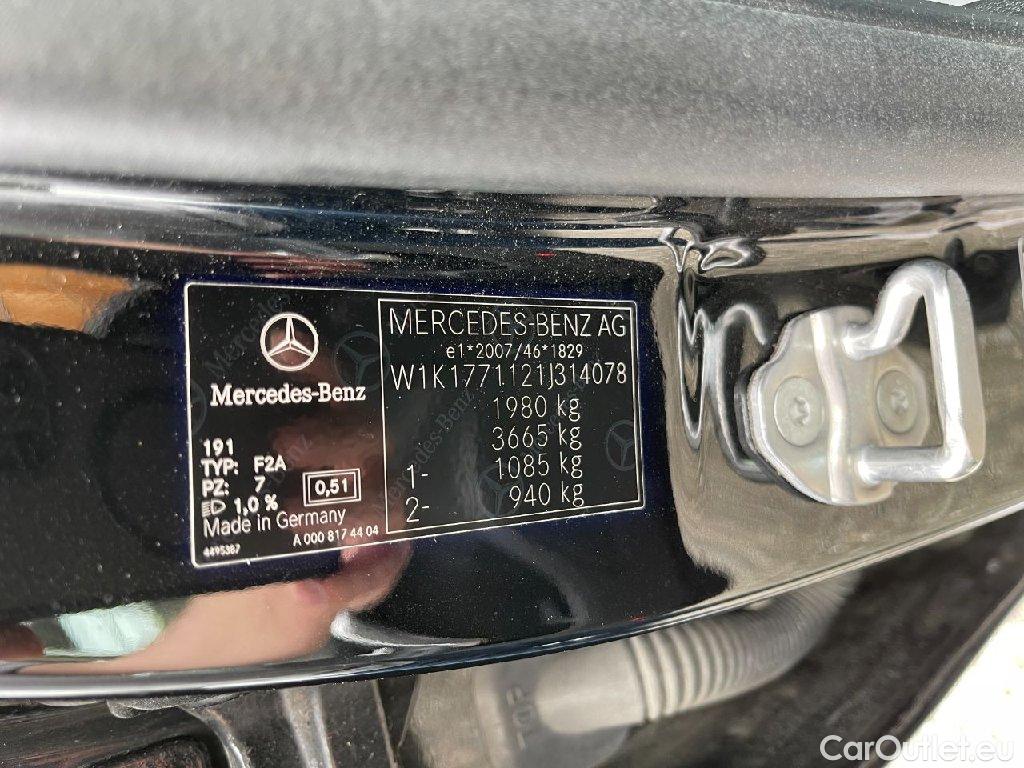 MERCEDES-BENZ AG
e1*2007/46*1829
W1K1771121J314078
1980 kg
3665 kg
1- 1085 kg
2- 940 kg
Mercedes-Benz
191
TYP: F2A
PZ: 7
1,0 %
0,51
Made in Germany
A 000 817 44 04
4495387
TOP
CarOutlet.eu